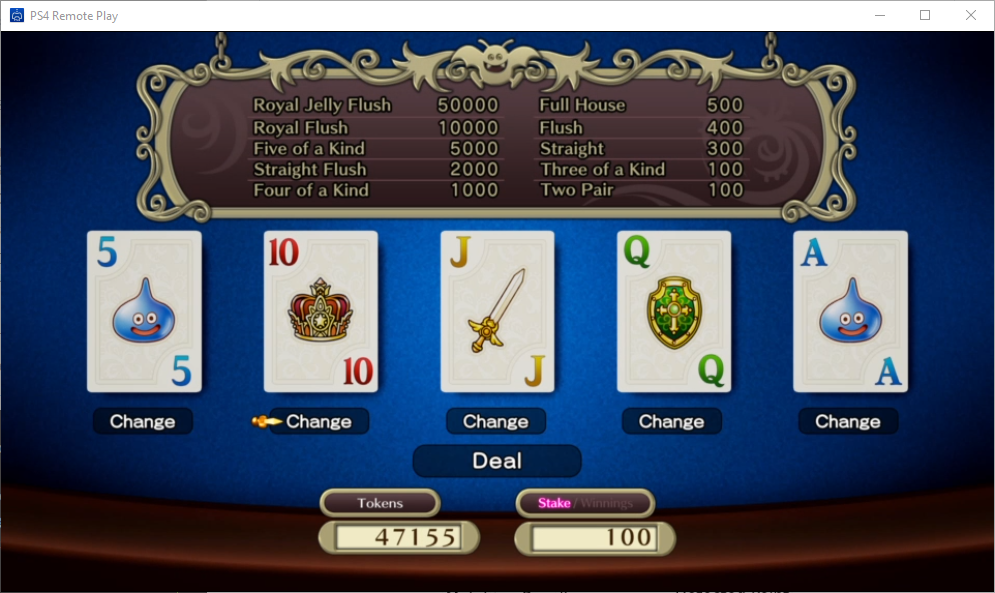 PS4 Remote Play
Royal Jelly Flush 50000 Full House 500
Royal Flush 10000 Flush 400
Five of a Kind 5000 Straight 300
Straight Flush 2000 Three of a Kind 100
Four of a Kind 1000 Two Pair 100
5 10 J Q A
5 10 J Q A
Change Change Change Change Change
Deal
Tokens Stake / Winnings
47155 100